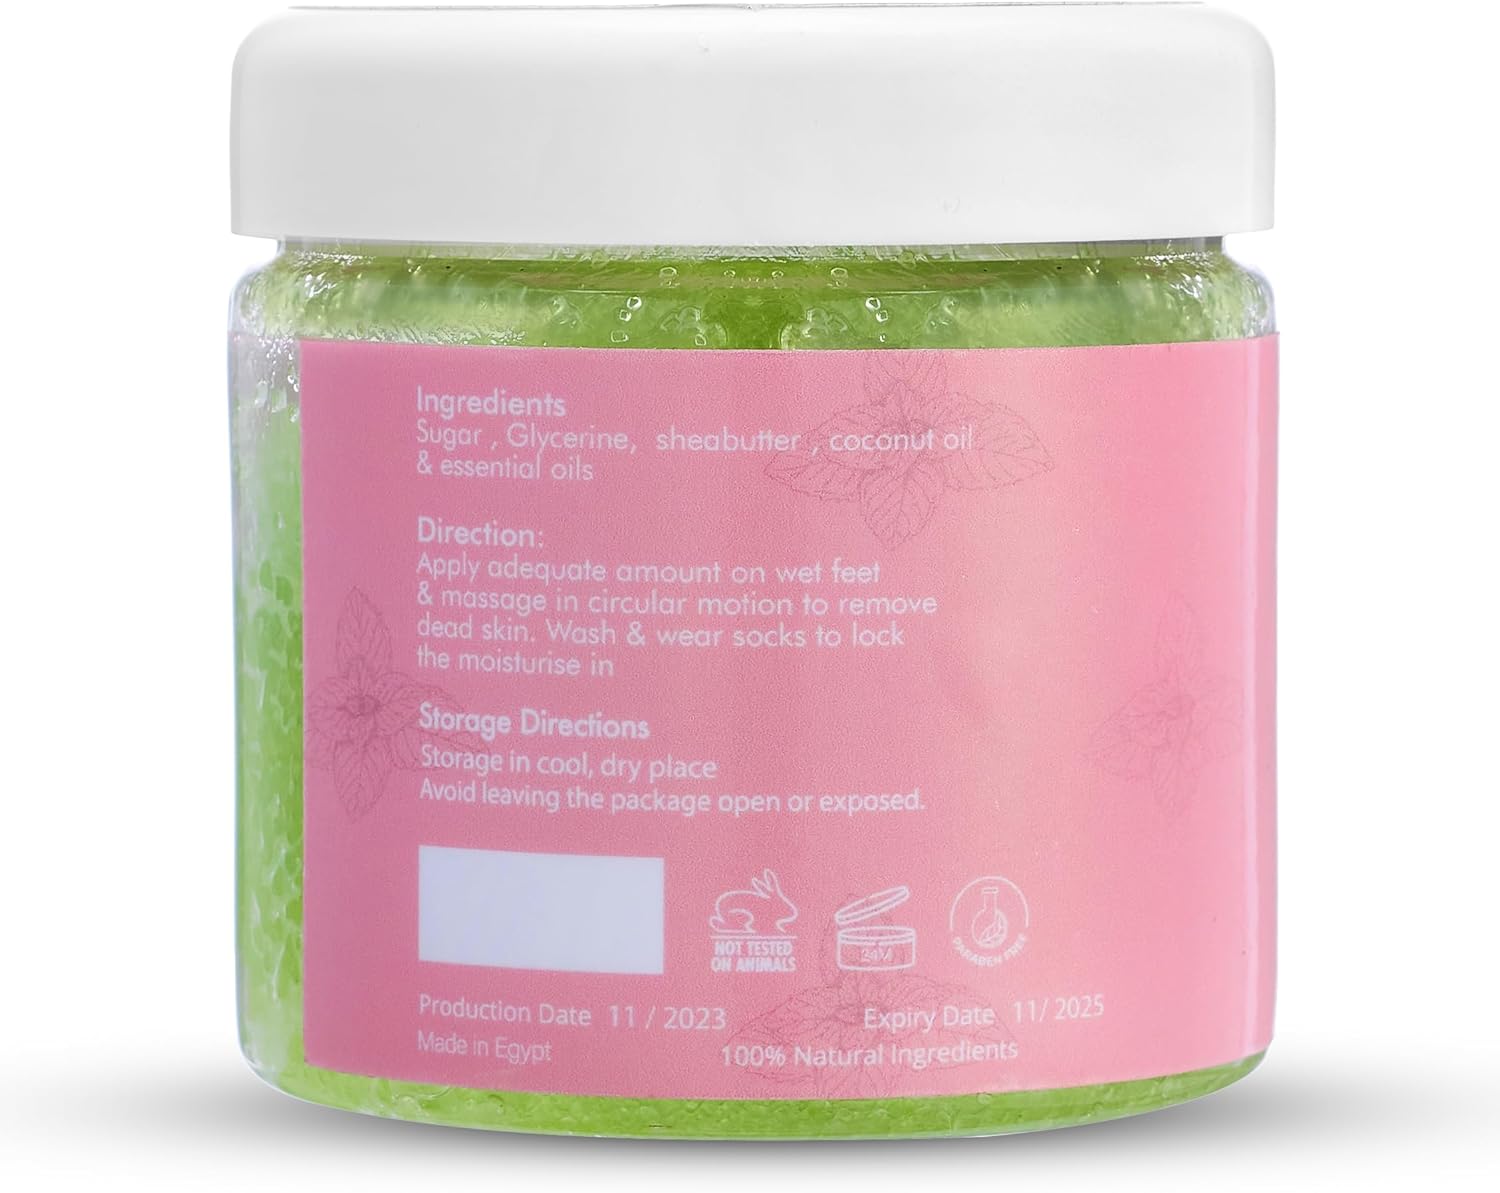 Ingredients
Sugar , Glycerine, sheabutter , coconut oil
& essential oils
Direction:
Apply adequate amount on wet feet
& massage in circular motion to remove
dead skin. Wash & wear socks to lock
the moisturise in
Storage Directions
Storage in cool, dry place
Avoid leaving the package open or exposed.
NOT TESTED
ON ANIMALS
24M
PARABEN FREE
Production Date 11 / 2023
Expiry Date 11/ 2025
Made in Egypt
100% Natural Ingredients